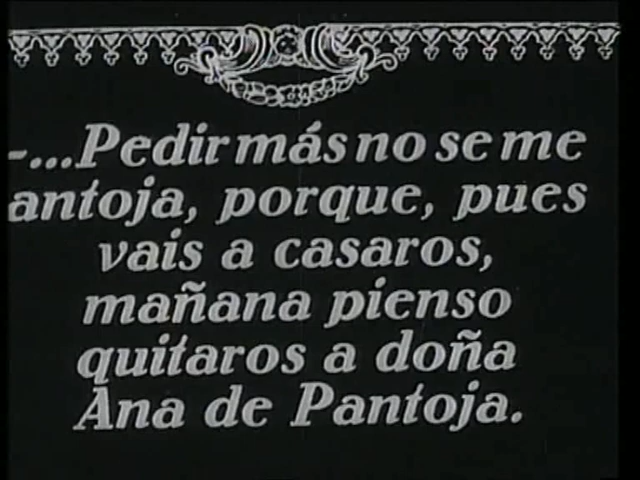 -...Pedir más no se me
antoja, porque, pues
vais a casaros,
mañana pienso
quitaros a doña
Ana de Pantoja.